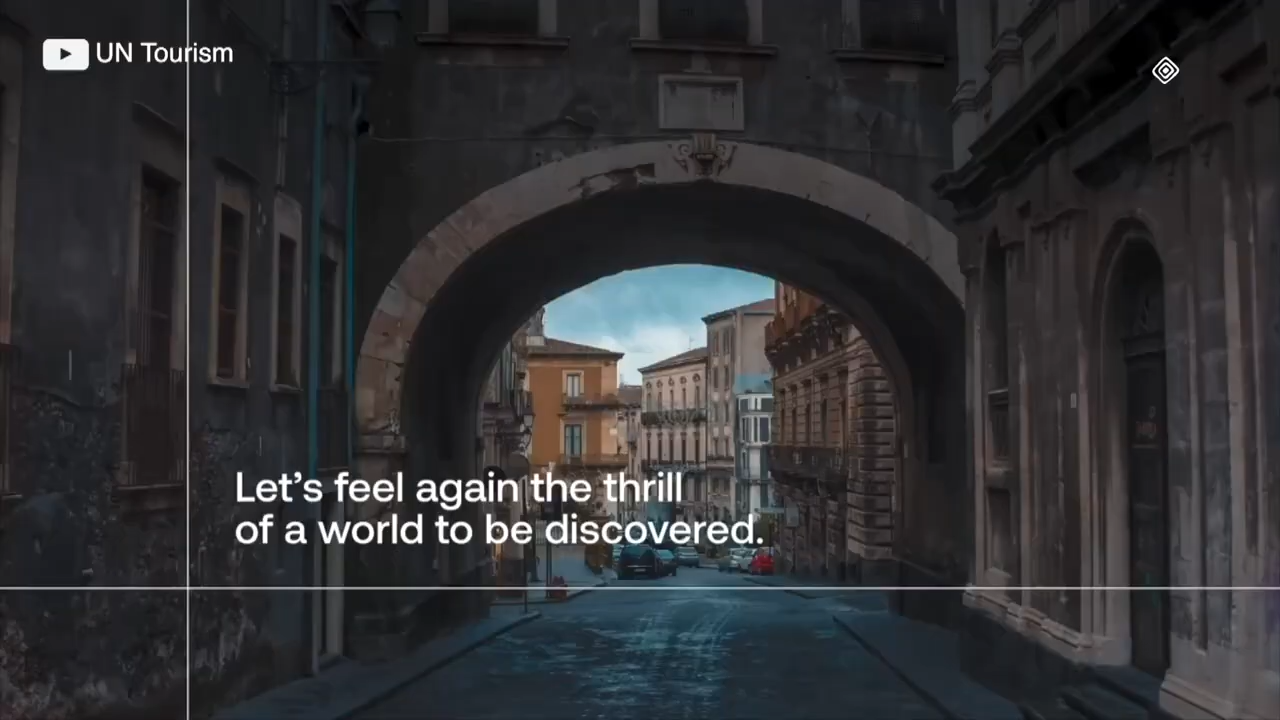 UN Tourism
Let’s feel again the thrill
of a world to be discovered.